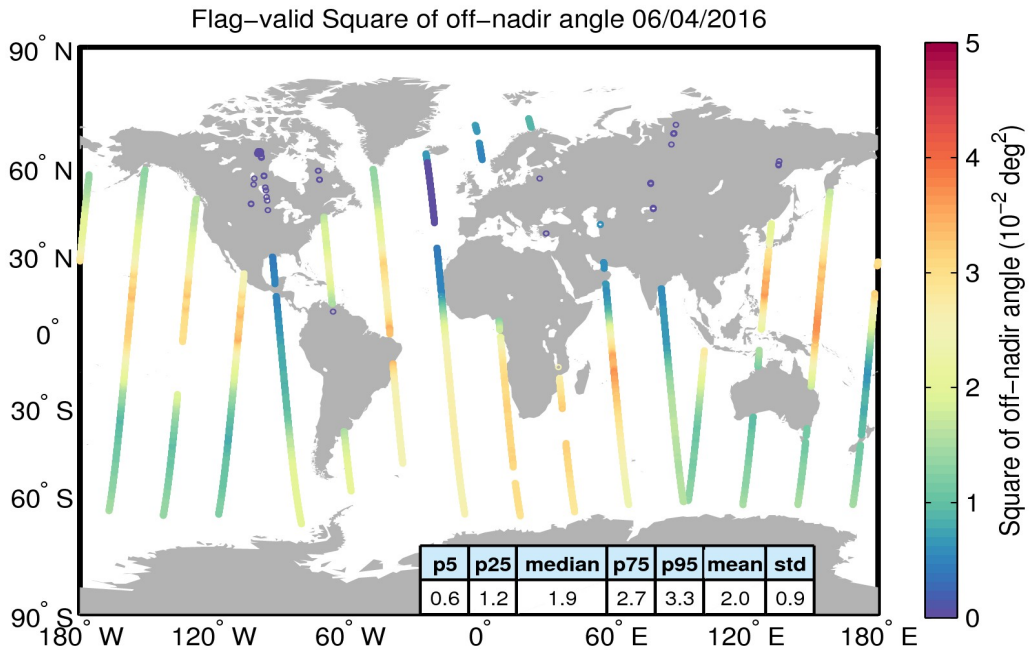 Flag−valid Square of off−nadir angle 06/04/2016
90° N
60° N
30° N
0°
30° S
60° S
90° S
180° W
120° W
60° W
0°
60° E
120° E
180° E
p5 p25 median p75 p95 mean std
0.6 1.2 1.9 2.7 3.3 2.0 0.9
5
4
3
2
1
0
Square of off−nadir angle (10⁻² deg²)